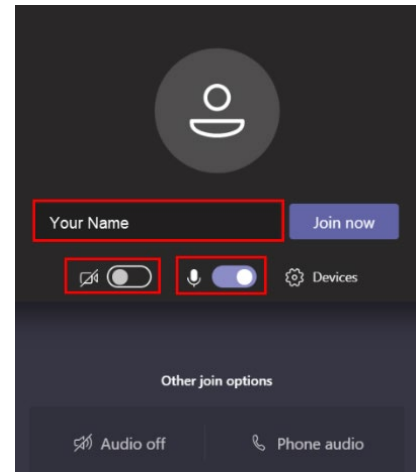 Your Name
Join now
Devices
Other join options
Audio off
Phone audio